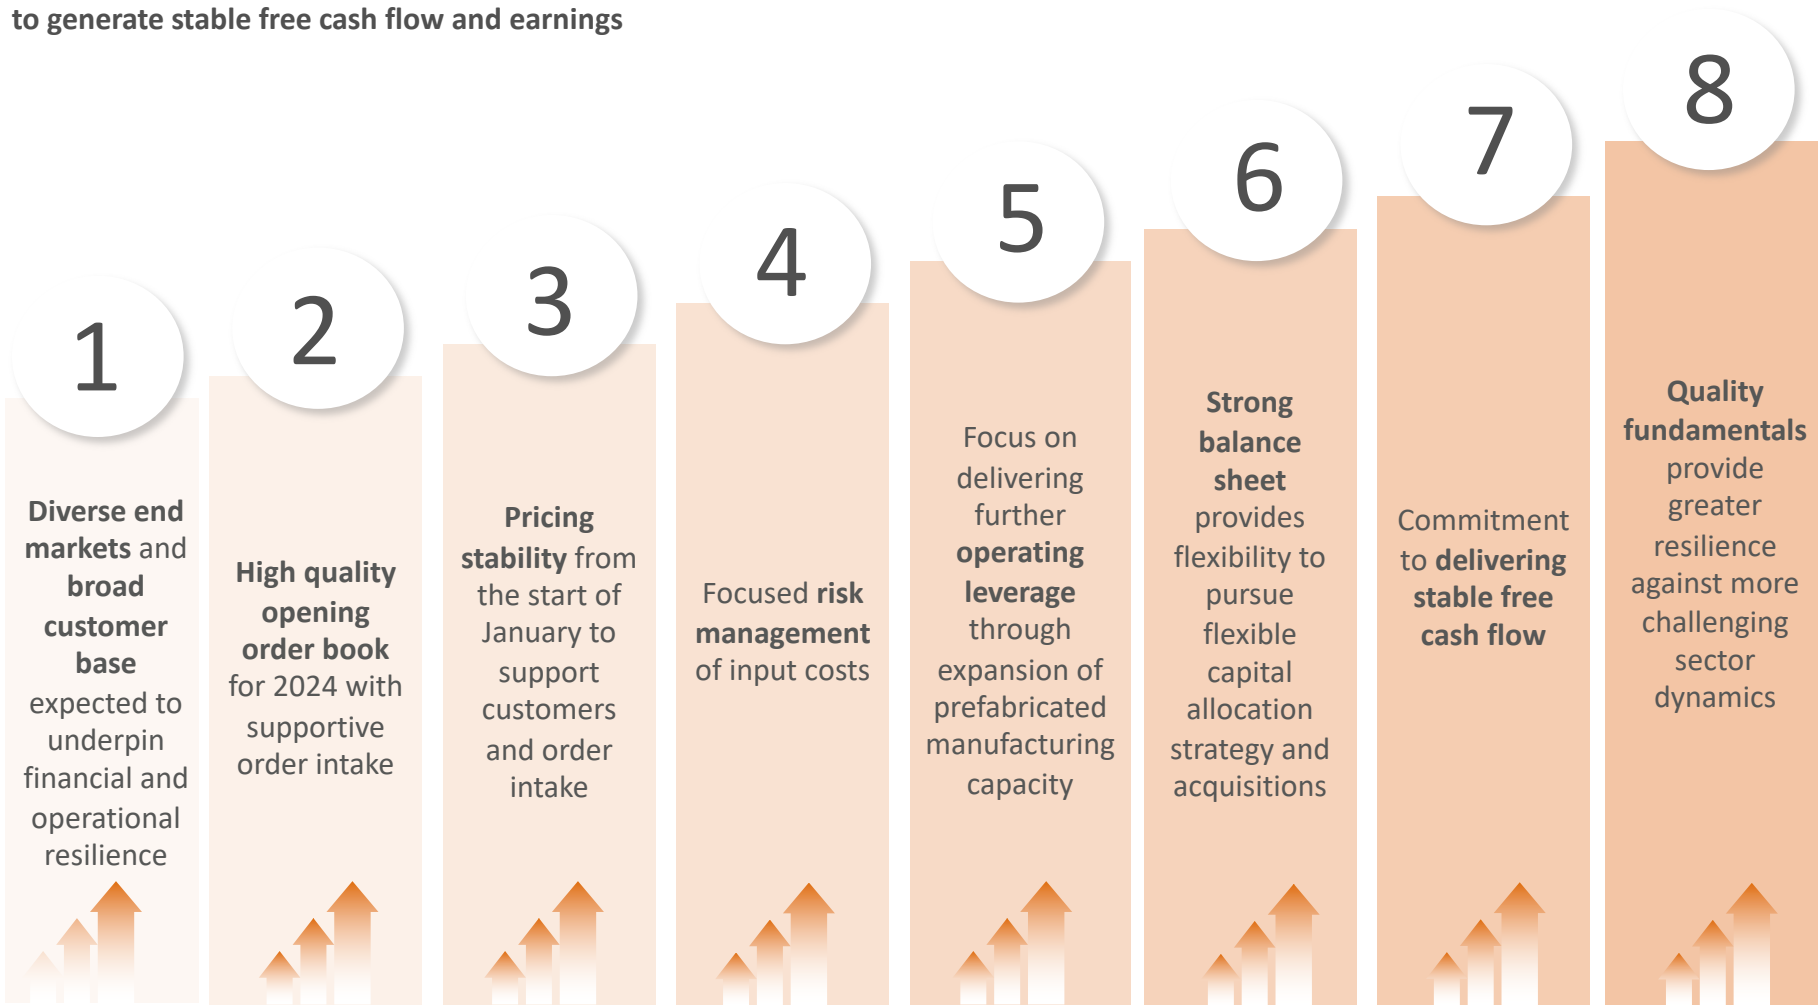 to generate stable free cash flow and earnings
1
Diverse end
markets and
broad
customer
base
expected to
underpin
financial and
operational
resilience
2
High quality
opening
order book
for 2024 with
supportive
order intake
3
Pricing
stability from
the start of
January to
support
customers
and order
intake
4
Focused risk
management
of input costs
5
Focus on
delivering
further
operating
leverage
through
expansion of
prefabricated
manufacturing
capacity
6
Strong
balance
sheet
provides
flexibility to
pursue
flexible
capital
allocation
strategy and
acquisitions
7
Commitment
to delivering
stable free
cash flow
8
Quality
fundamentals
provide
greater
resilience
against more
challenging
sector
dynamics